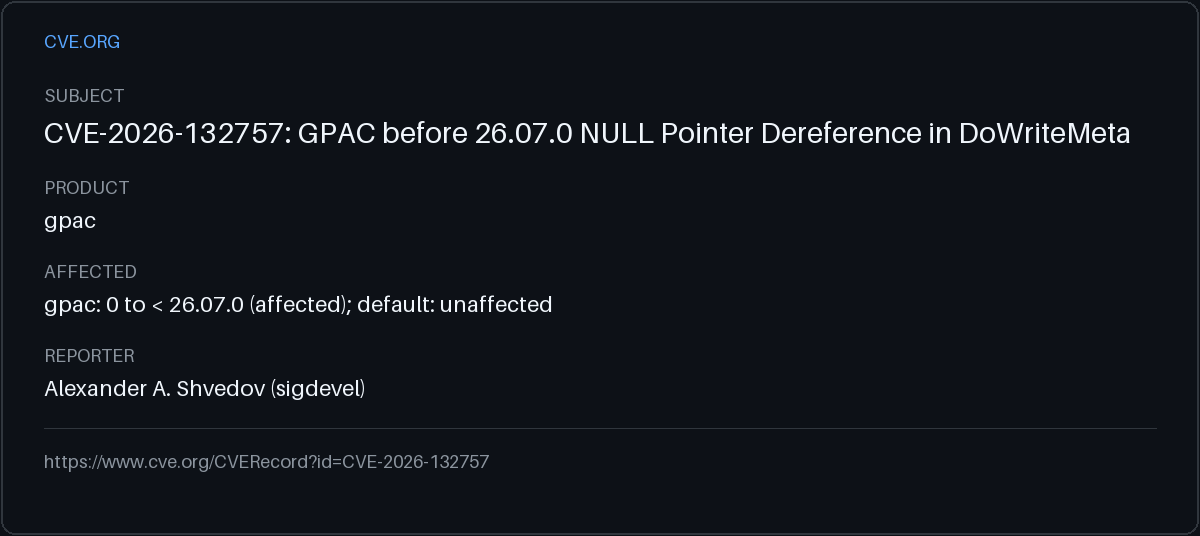 CVE.ORG
SUBJECT
CVE-2026-132757: GPAC before 26.07.0 NULL Pointer Dereference in DoWriteMeta
PRODUCT
gpac
AFFECTED
gpac: 0 to < 26.07.0 (affected); default: unaffected
REPORTER
Alexander A. Shvedov (sigdevel)
https://www.cve.org/CVERecord?id=CVE-2026-132757